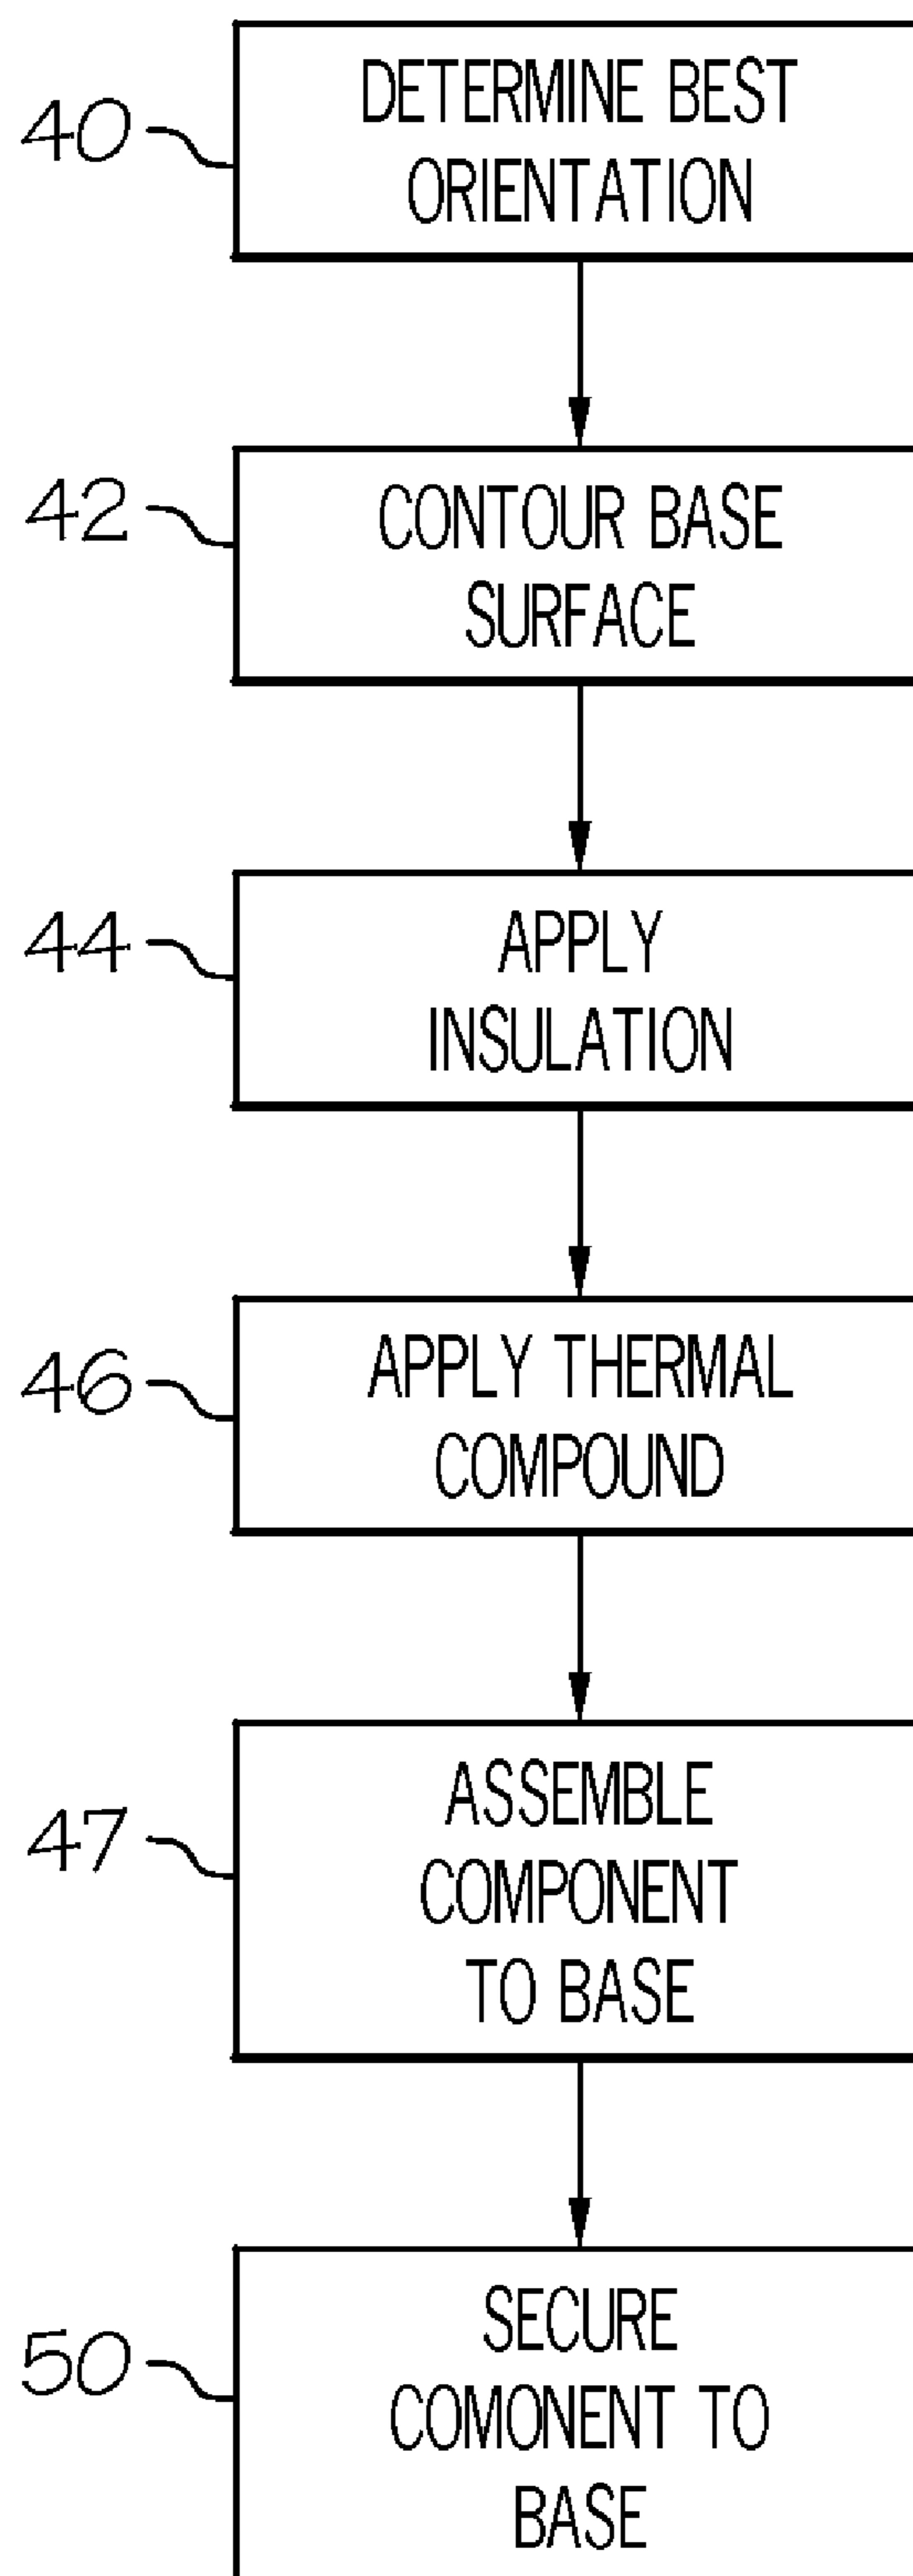 40
DETERMINE BEST
ORIENTATION
42
CONTOUR BASE
SURFACE
44
APPLY
INSULATION
46
APPLY THERMAL
COMPOUND
47
ASSEMBLE
COMPONENT
TO BASE
50
SECURE
COMONENT TO
BASE